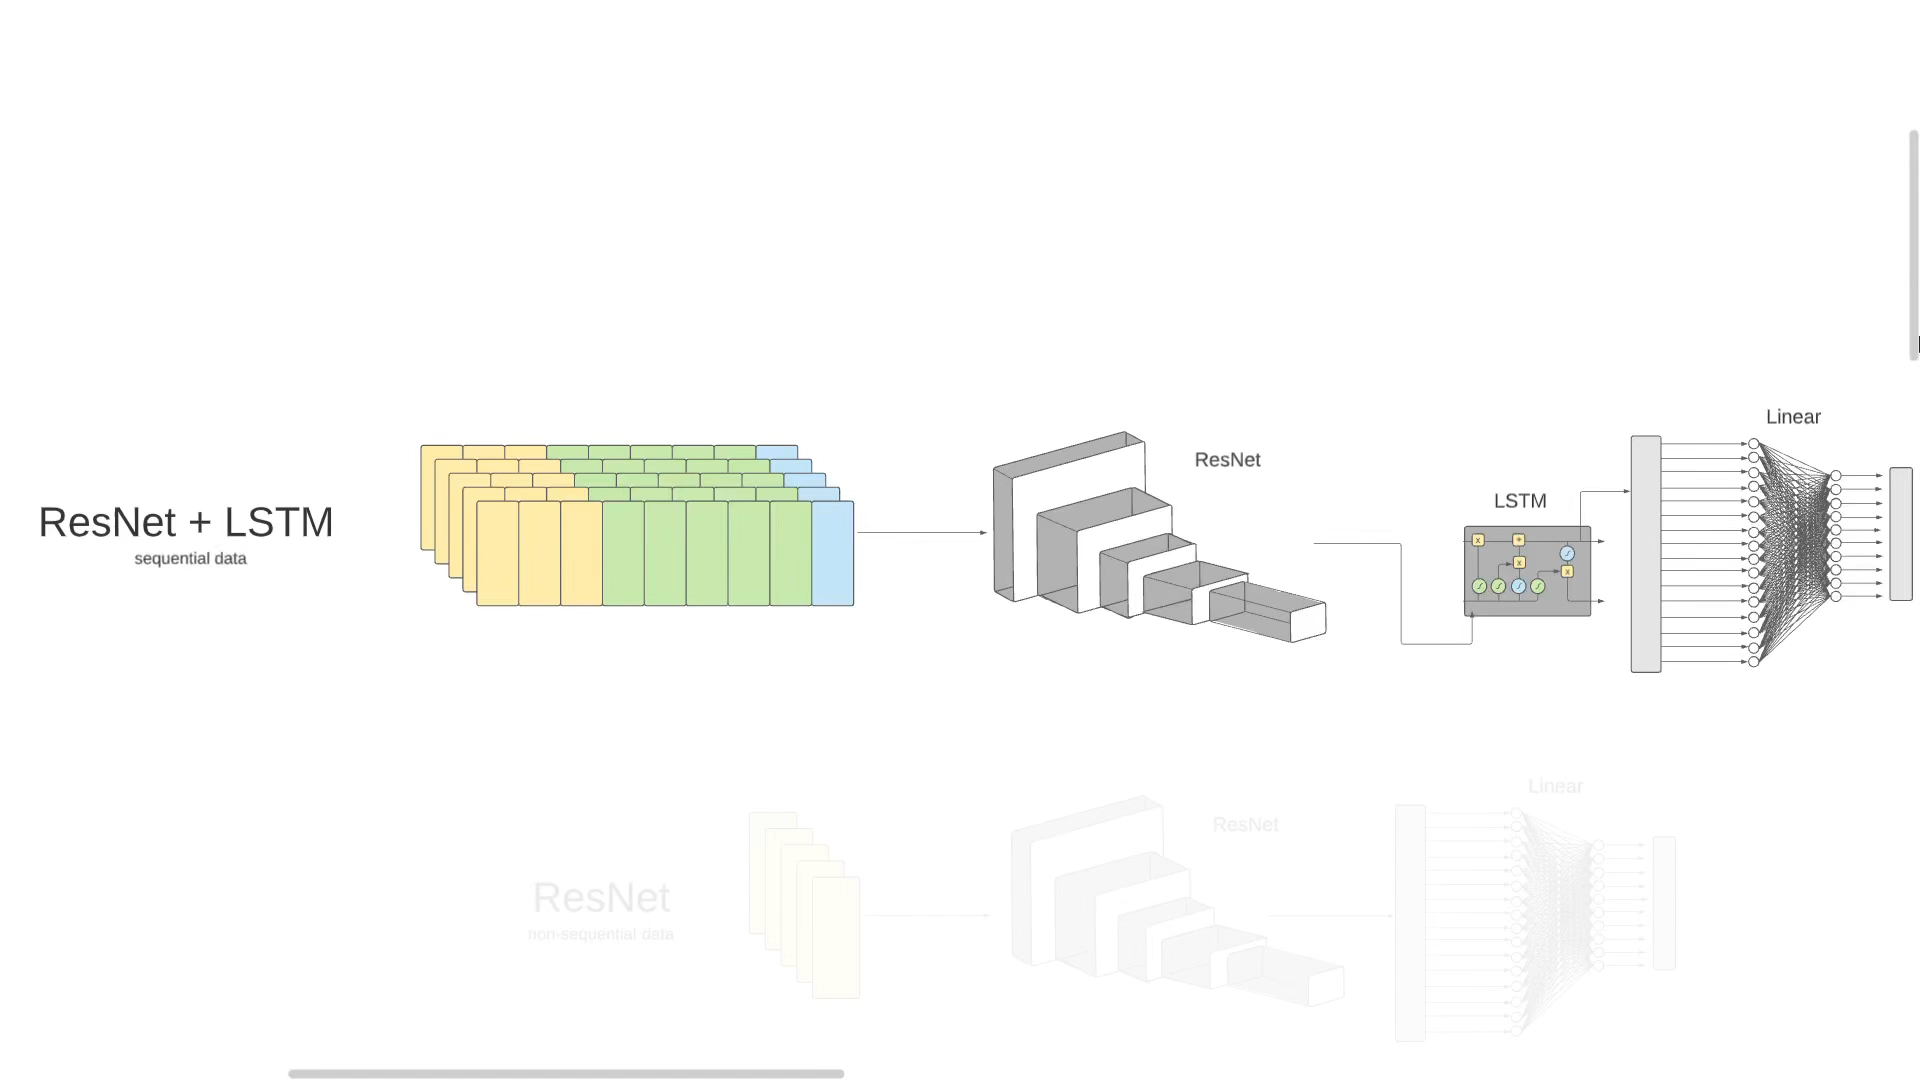 Linear
ResNet
LSTM
ResNet + LSTM
sequential data
x
+
x
x
Linear
ResNet
ResNet
non-sequential data